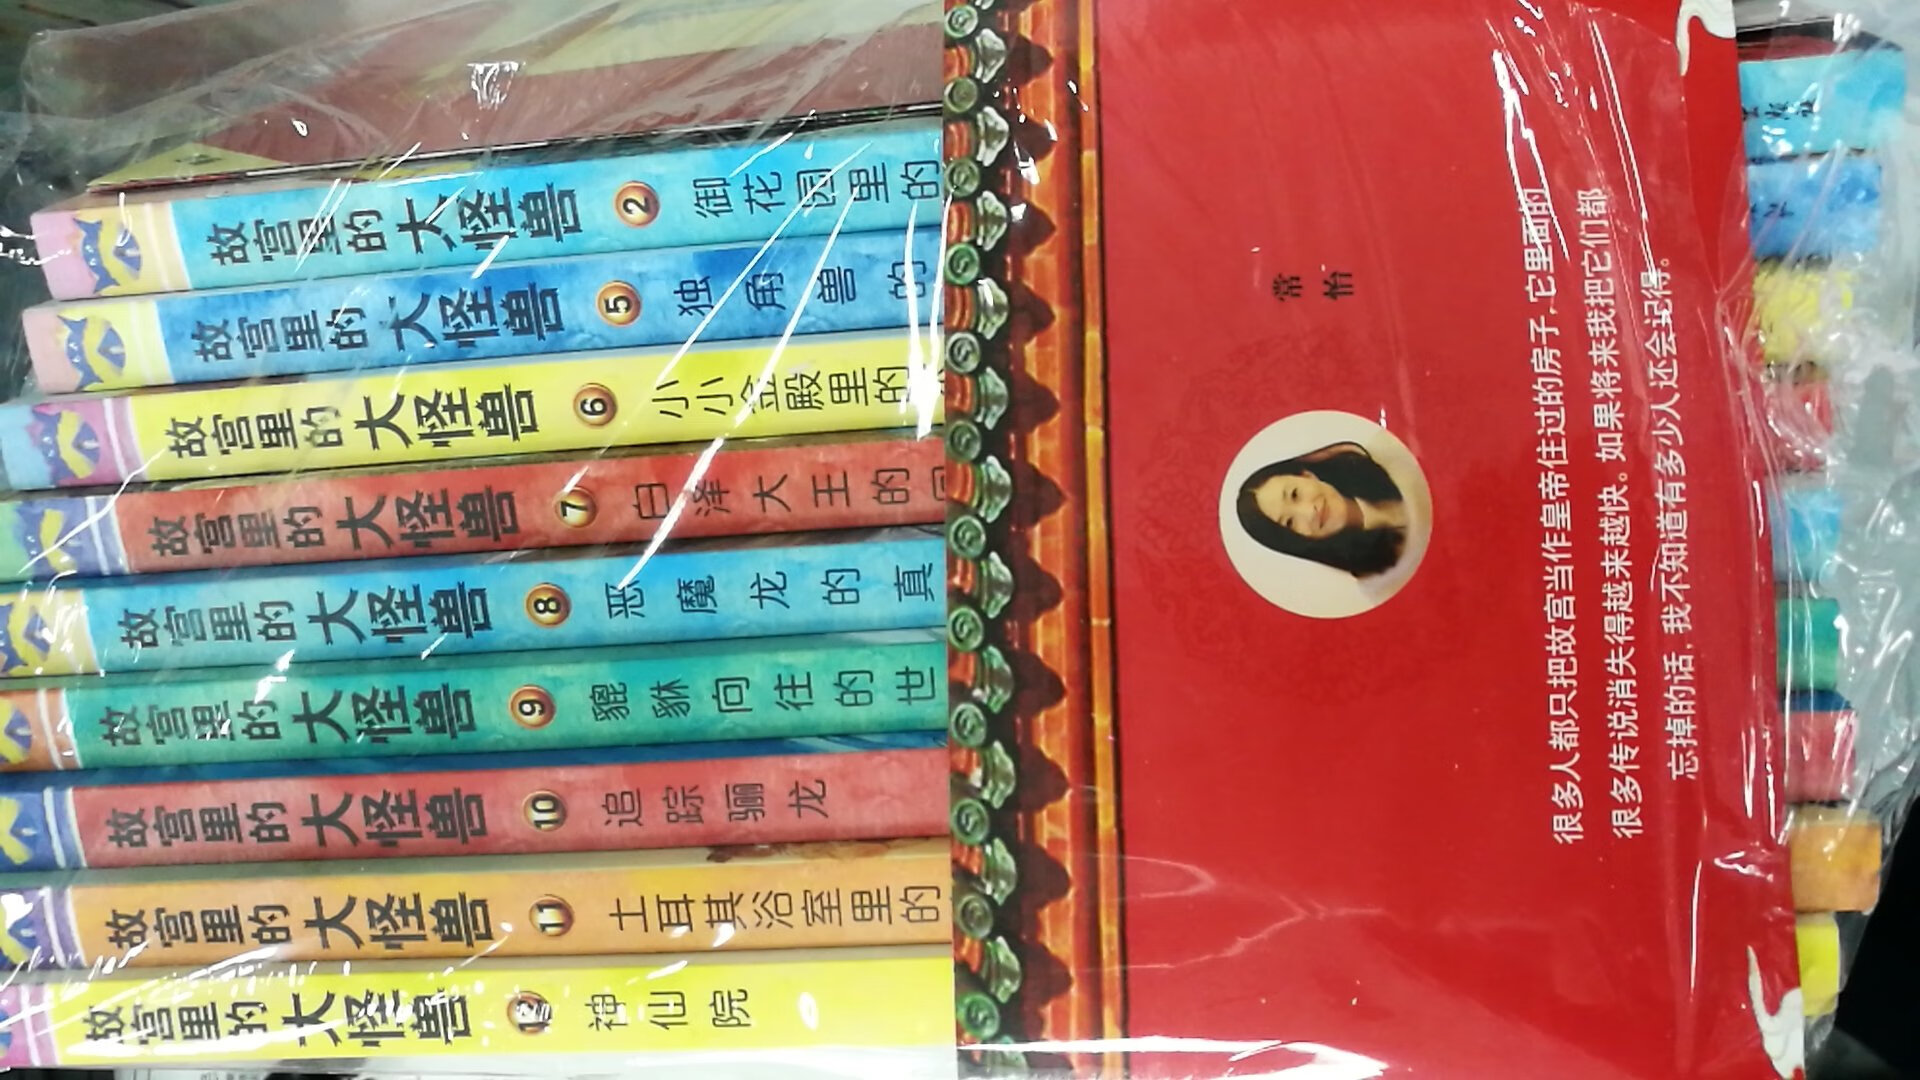 故宫里的大怪兽 2 御花园里的
故宫里的大怪兽 5 独角兽的
故宫里的大怪兽 6 小小金殿里的
故宫里的大怪兽 7 白泽大王的
故宫里的大怪兽 8 恶魔龙的真
故宫里的大怪兽 9 貔貅向往的世
故宫里的大怪兽 10 追踪骊龙
故宫里的大怪兽 11 土耳其浴室里的
故宫里的大怪兽 12 神仙院
常怡
很多人都只把故宫当作皇帝住过的房子,它里面的
很多传说消失得越来越快。如果将来我把它们都
忘掉的话,我不知道有多少人还会记得。